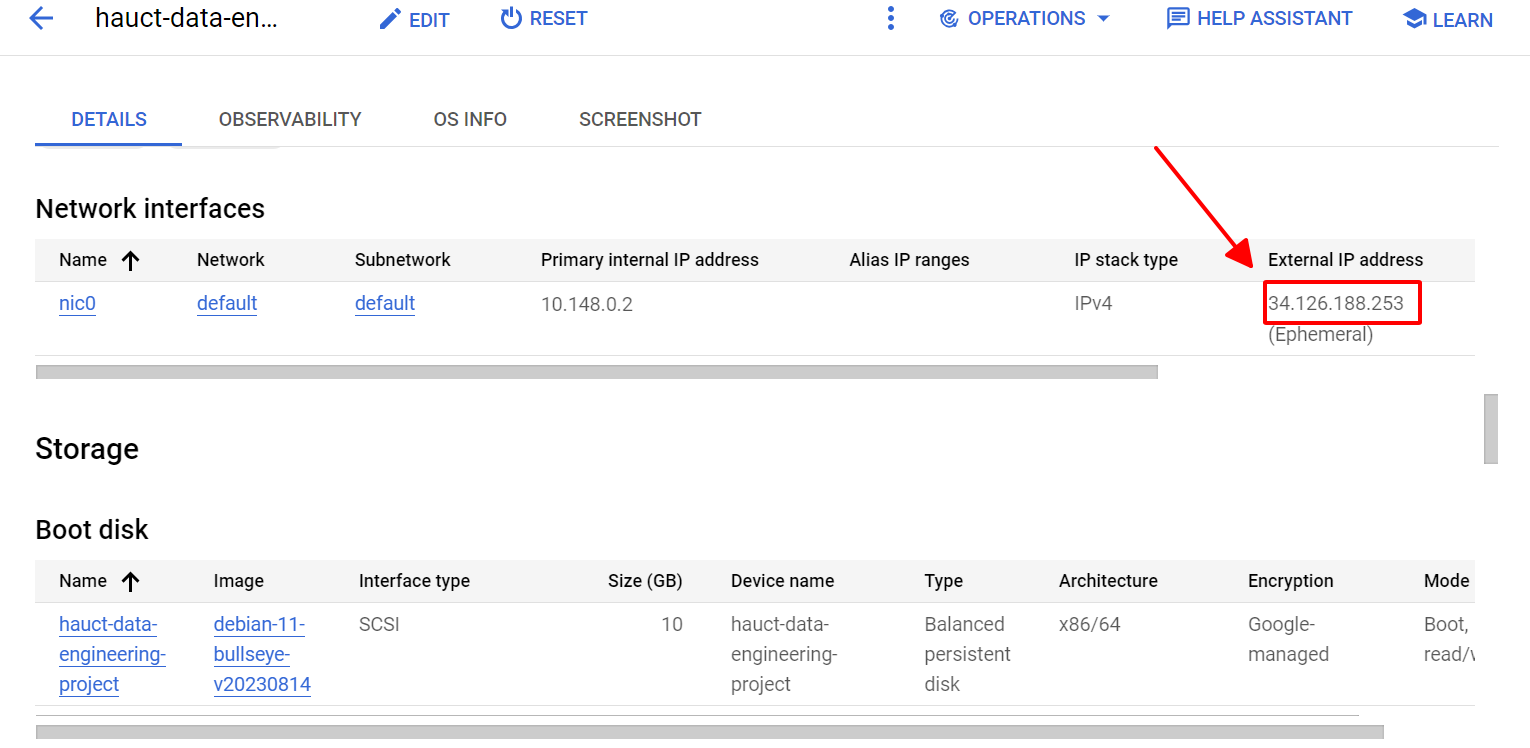 hauct-data-en...
EDIT
RESET
OPERATIONS
HELP ASSISTANT
LEARN
DETAILS
OBSERVABILITY
OS INFO
SCREENSHOT
Network interfaces
Name Network Subnetwork Primary internal IP address Alias IP ranges IP stack type External IP address
nic0 default default 10.148.0.2 IPv4 34.126.188.253
(Ephemeral)
Storage
Boot disk
Name Image Interface type Size (GB) Device name Type Architecture Encryption Mode
hauct-data- debian-11- SCSI 10 hauct-data- Balanced x86/64 Google- Boot,
engineering- bullseye- engineering- persistent managed read/
project v20230814 project disk